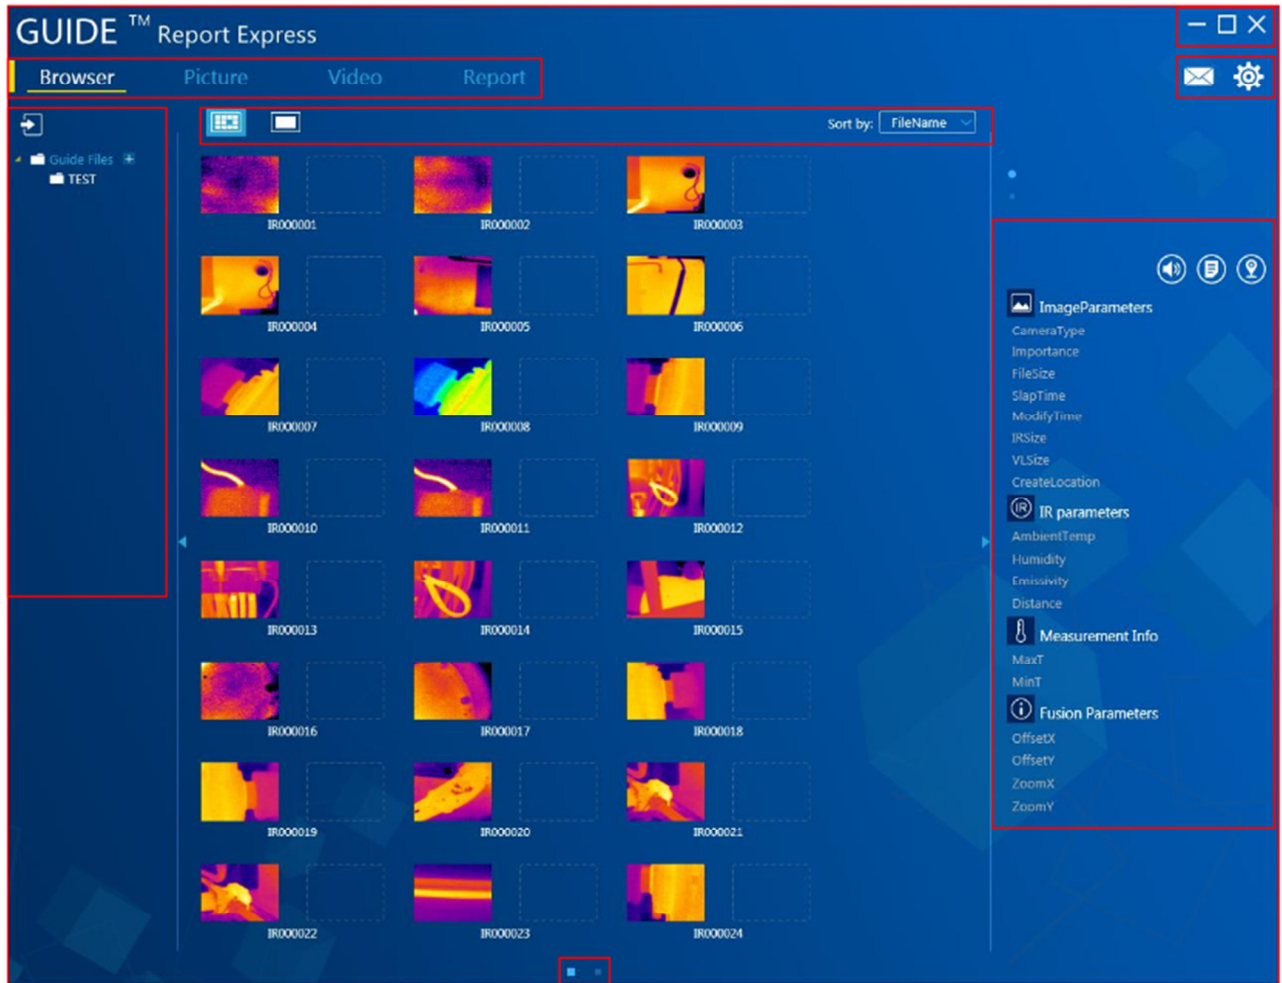 GUIDE ™ Report Express
Browser Picture Video Report
Sort by: FileName
Guide Files
TEST
IR000001 IR000002 IR000003
IR000004 IR000005 IR000006
IR000007 IR000008 IR000009
IR000010 IR000011 IR000012
IR000013 IR000014 IR000015
IR000016 IR000017 IR000018
IR000019 IR000020 IR000021
IR000022 IR000023 IR000024
ImageParameters
CameraType
Importance
FileSize
SlapTime
ModifyTime
IRSize
VLSize
CreateLocation
IR IR parameters
AmbientTemp
Humidity
Emissivity
Distance
Measurement Info
MaxT
MinT
Fusion Parameters
OffsetX
OffsetY
ZoomX
ZoomY